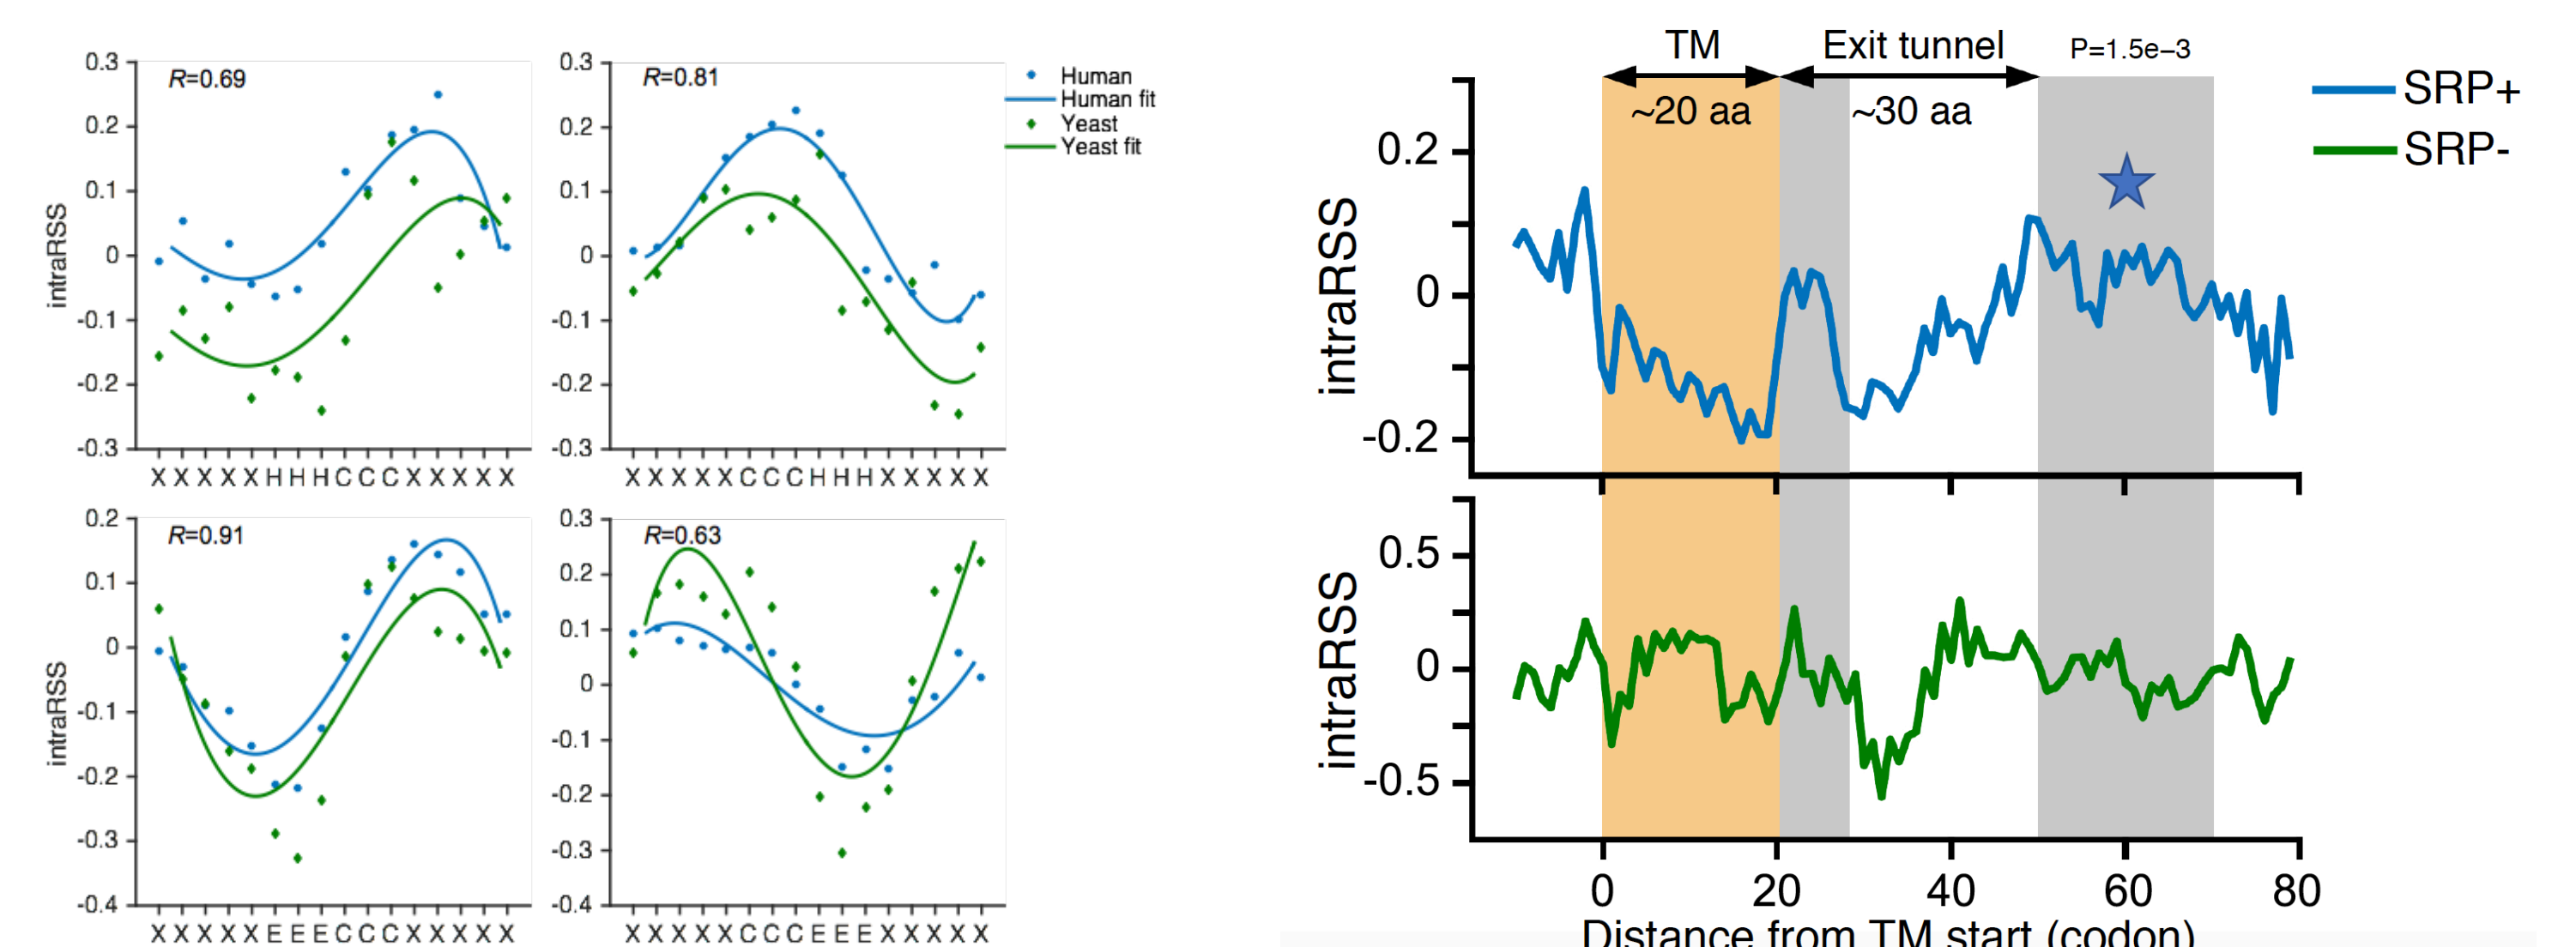 R=0.69
0.3
0.2
0.1
0
-0.1
-0.2
-0.3
intraRSS
X X X X X H H H C C C X X X X X
R=0.81
0.3
0.2
0.1
0
-0.1
-0.2
-0.3
X X X X X C C C H H H X X X X X
Human
Human fit
Yeast
Yeast fit
R=0.91
0.2
0.1
0
-0.1
-0.2
-0.3
-0.4
intraRSS
X X X X X E E E C C C X X X X X
R=0.63
0.3
0.2
0.1
0
-0.1
-0.2
-0.3
-0.4
X X X X X C C C E E E X X X X X
TM
Exit tunnel
P=1.5e-3
~20 aa
~30 aa
SRP+
SRP-
0.2
0
-0.2
intraRSS
0.5
0
-0.5
intraRSS
0 20 40 60 80
Distance from TM start (codon)